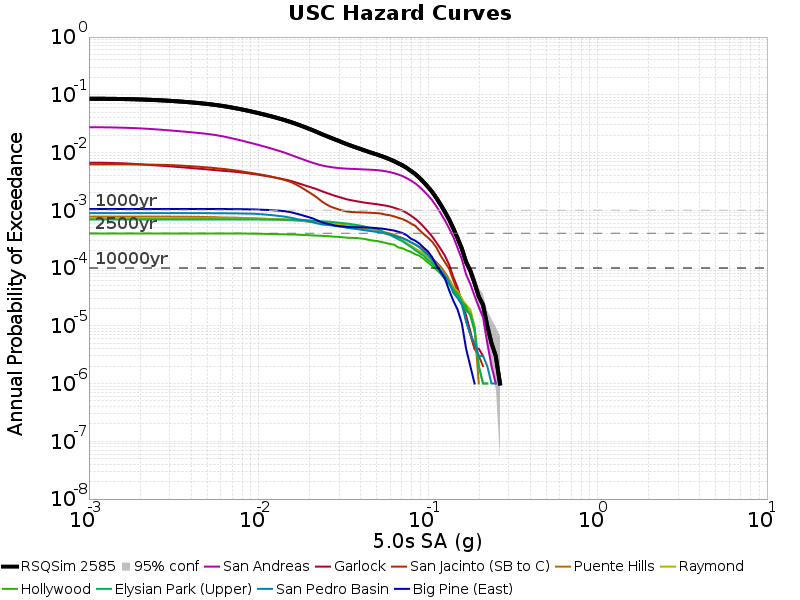 USC Hazard Curves
Annual Probability of Exceedance
10^0
10^-1
10^-2
10^-3
10^-4
10^-5
10^-6
10^-7
10^-8
1000yr
2500yr
10000yr
10^-3 10^-2 10^-1 10^0 10^1
5.0s SA (g)
RSQSim 2585 95% conf San Andreas Garlock San Jacinto (SB to C) Puente Hills Raymond
Hollywood Elysian Park (Upper) San Pedro Basin Big Pine (East)